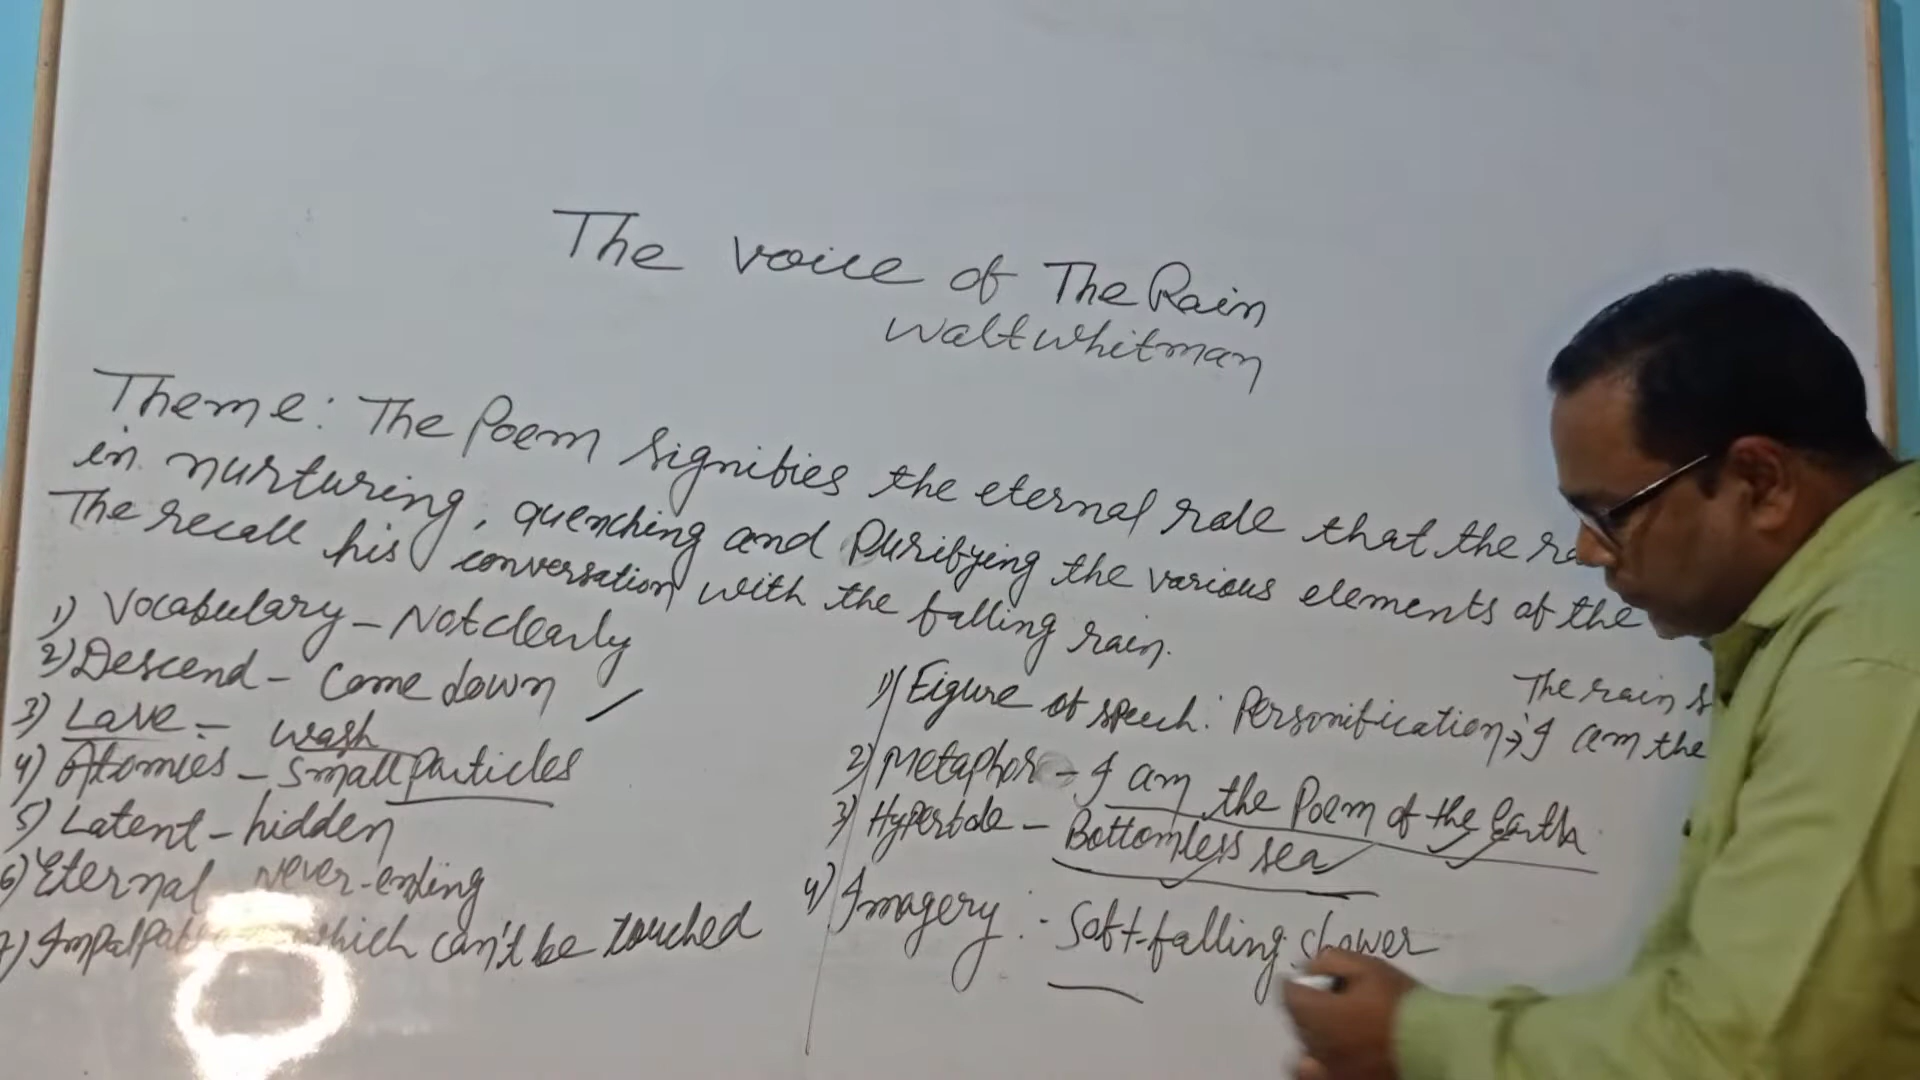 The voice of The Rain
Walt Whitman
Theme: The Poem signifies the eternal role that the
in nurturing, quenching and Purifying the various elements of the
The recall his conversation with the falling rain.
1) Vocabulary - Not clearly
2) Descend - Come down
3) Lave :- wash
4) Atomies - Small Particles
5) Latent - hidden
6) Eternal never-ending
7) which can't be touched
The rain
1) Figure of speech: Personification :→ I am the
2) Metaphor - I am the Poem of the Earth
3) Hyperbole - Bottomless sea
4) Imagery :- Soft-falling shower